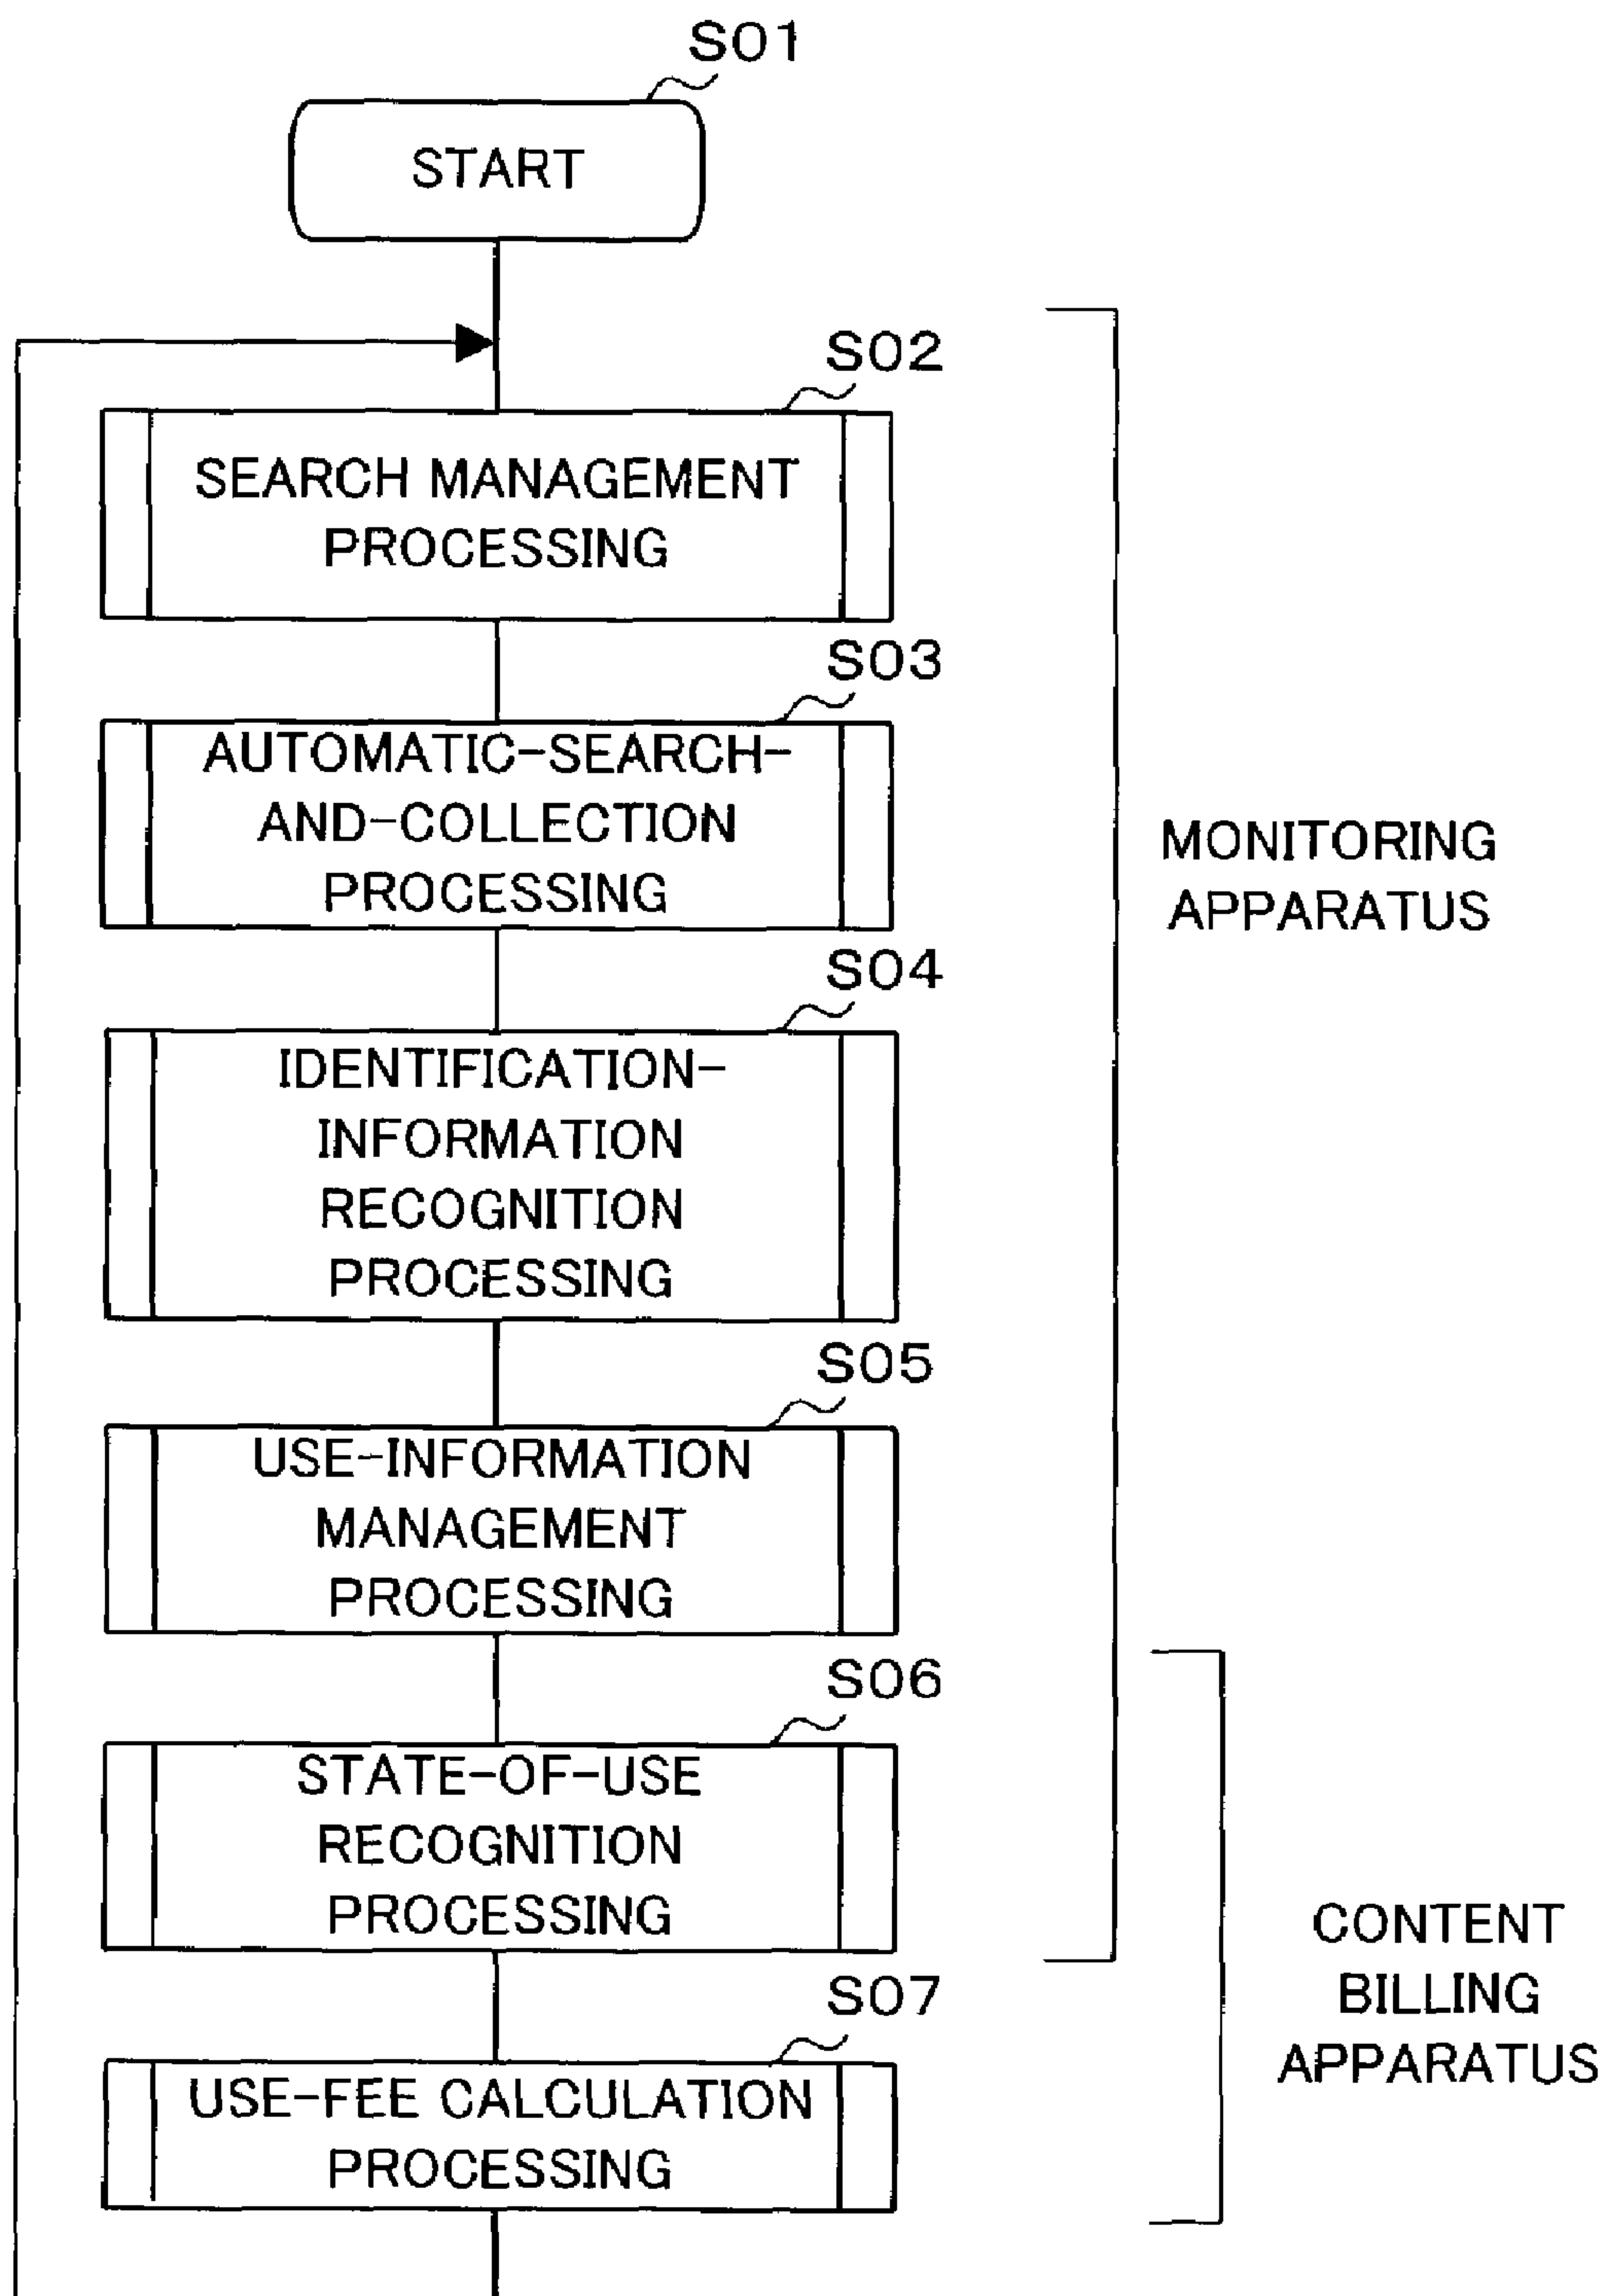 S01
START
S02
SEARCH MANAGEMENT
PROCESSING
S03
AUTOMATIC-SEARCH-
AND-COLLECTION
PROCESSING
MONITORING
APPARATUS
S04
IDENTIFICATION-
INFORMATION
RECOGNITION
PROCESSING
S05
USE-INFORMATION
MANAGEMENT
PROCESSING
S06
STATE-OF-USE
RECOGNITION
PROCESSING
CONTENT
BILLING
APPARATUS
S07
USE-FEE CALCULATION
PROCESSING